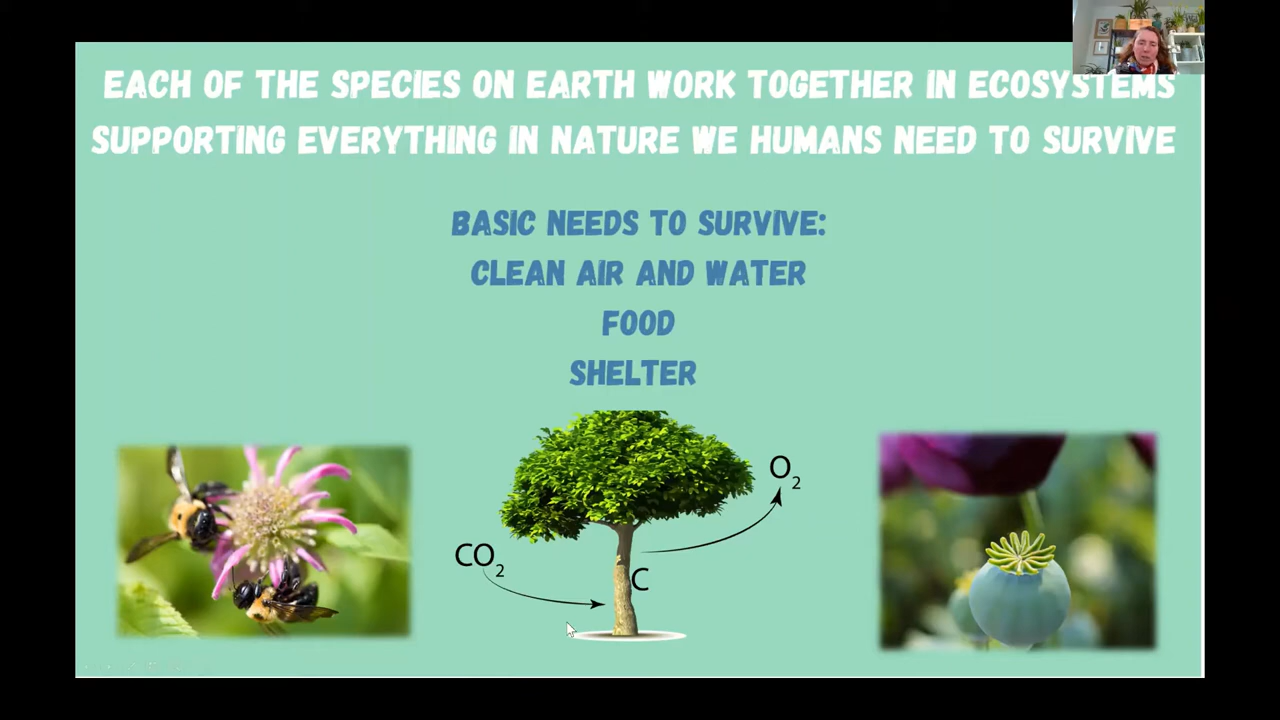 EACH OF THE SPECIES ON EARTH WORK TOGETHER IN ECOSYSTEMS
SUPPORTING EVERYTHING IN NATURE WE HUMANS NEED TO SURVIVE
BASIC NEEDS TO SURVIVE:
CLEAN AIR AND WATER
FOOD
SHELTER
O2
CO2
C